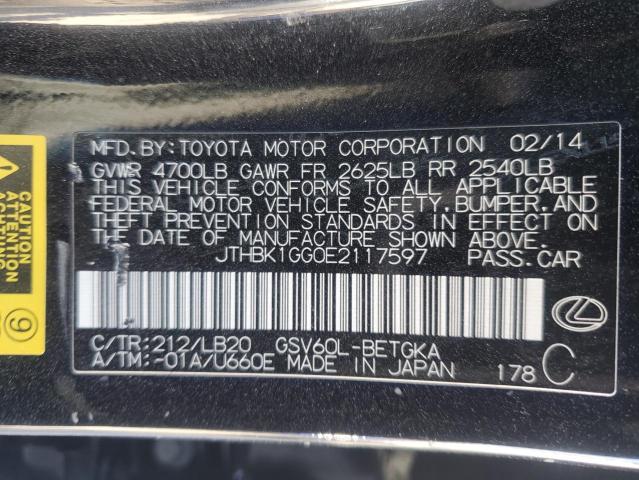 MFD.BY:TOYOTA MOTOR CORPORATION 02/14
GVWR 4700LB GAWR FR 2625LB RR 2540LB
THIS VEHICLE CONFORMS TO ALL APPLICABLE
FEDERAL MOTOR VEHICLE SAFETY, BUMPER, AND
THEFT PREVENTION STANDARDS IN EFFECT ON
THE DATE OF MANUFACTURE SHOWN ABOVE.
JTHBK1GG0E2117597 PASS.CAR
C/TR:212/LB20 GSV60L-BETGKA
A/TM:-01A/U660E MADE IN JAPAN 178 C
CAUTION
ATTENTION
9